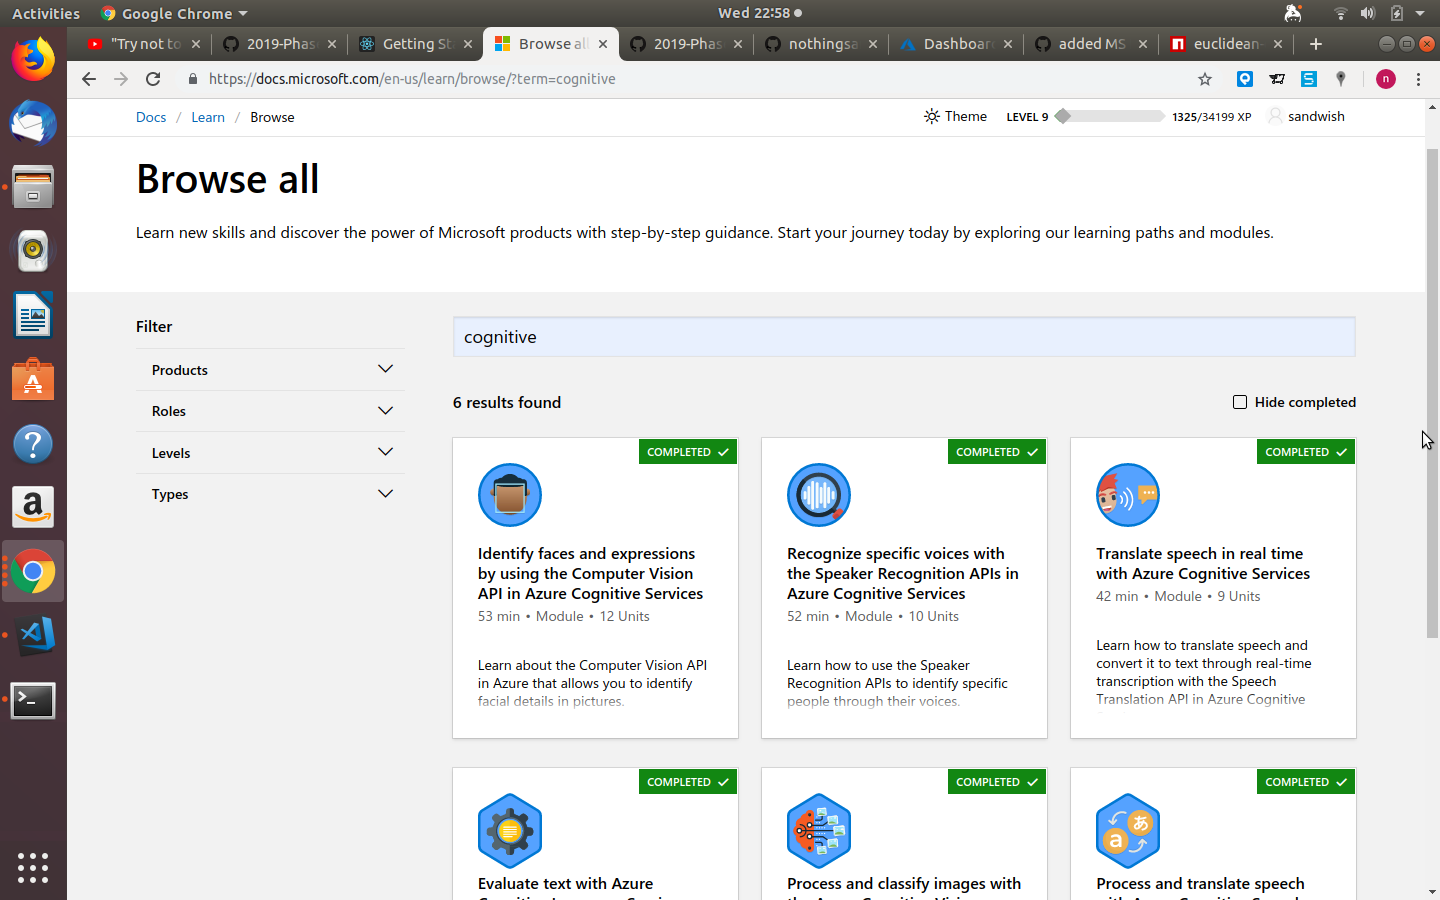 Activities
Google Chrome
Wed 22:58
"Try not to
2019-Phas
Getting St
Browse all
2019-Phas
nothingsa
Dashboar
added MS
euclidean-
https://docs.microsoft.com/en-us/learn/browse/?term=cognitive
n
Docs / Learn / Browse
Theme
LEVEL 9
1325/34199 XP
sandwish
Browse all
Learn new skills and discover the power of Microsoft products with step-by-step guidance. Start your journey today by exploring our learning paths and modules.
Filter
Products
Roles
Levels
Types
cognitive
6 results found
Hide completed
COMPLETED
Identify faces and expressions
by using the Computer Vision
API in Azure Cognitive Services
53 min • Module • 12 Units
Learn about the Computer Vision API
in Azure that allows you to identify
facial details in pictures.
COMPLETED
Recognize specific voices with
the Speaker Recognition APIs in
Azure Cognitive Services
52 min • Module • 10 Units
Learn how to use the Speaker
Recognition APIs to identify specific
people through their voices.
COMPLETED
Translate speech in real time
with Azure Cognitive Services
42 min • Module • 9 Units
Learn how to translate speech and
convert it to text through real-time
transcription with the Speech
Translation API in Azure Cognitive
COMPLETED
Evaluate text with Azure
COMPLETED
Process and classify images with
COMPLETED
a
あ
Process and translate speech